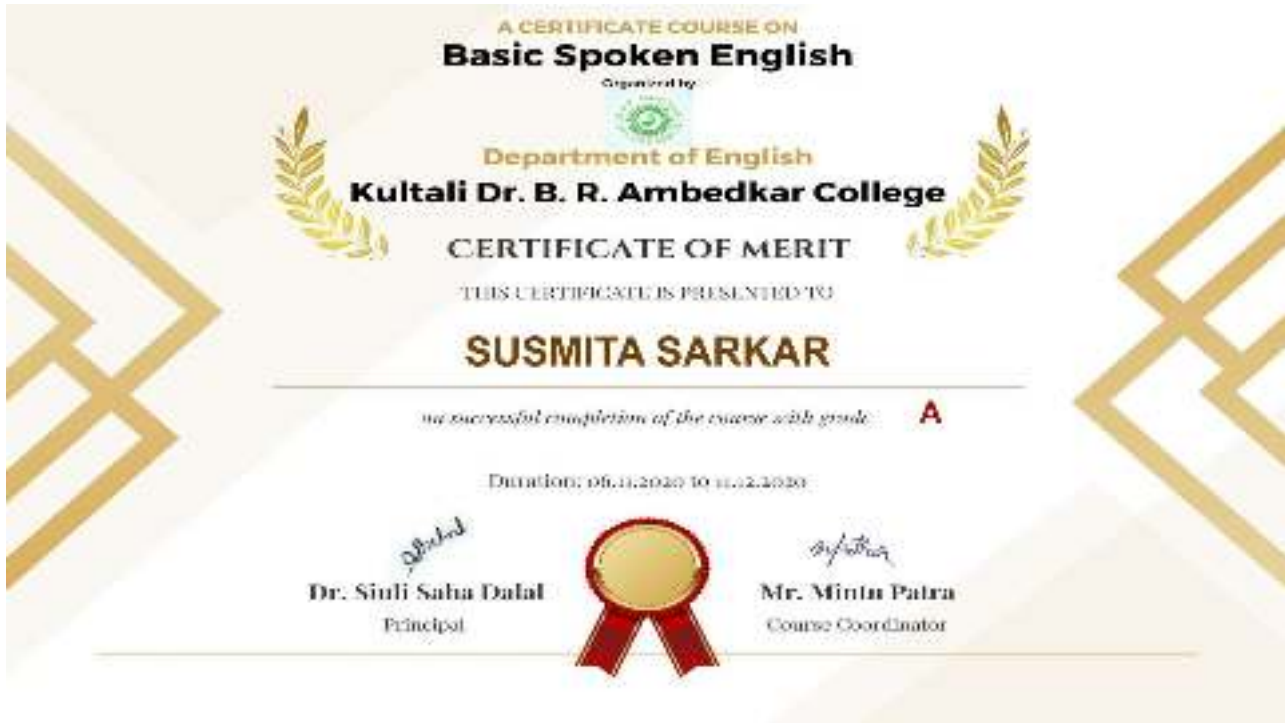 A CERTIFICATE COURSE ON
Basic Spoken English
Organized by
Department of English
Kultali Dr. B. R. Ambedkar College
CERTIFICATE OF MERIT
THIS CERTIFICATE IS PRESENTED TO
SUSMITA SARKAR
on successful completion of the course with grade A
Duration: 06.11.2020 to 11.12.2020
Dr. Siuli Saha Dalal
Mr. Mintu Patra
Principal
Course Coordinator